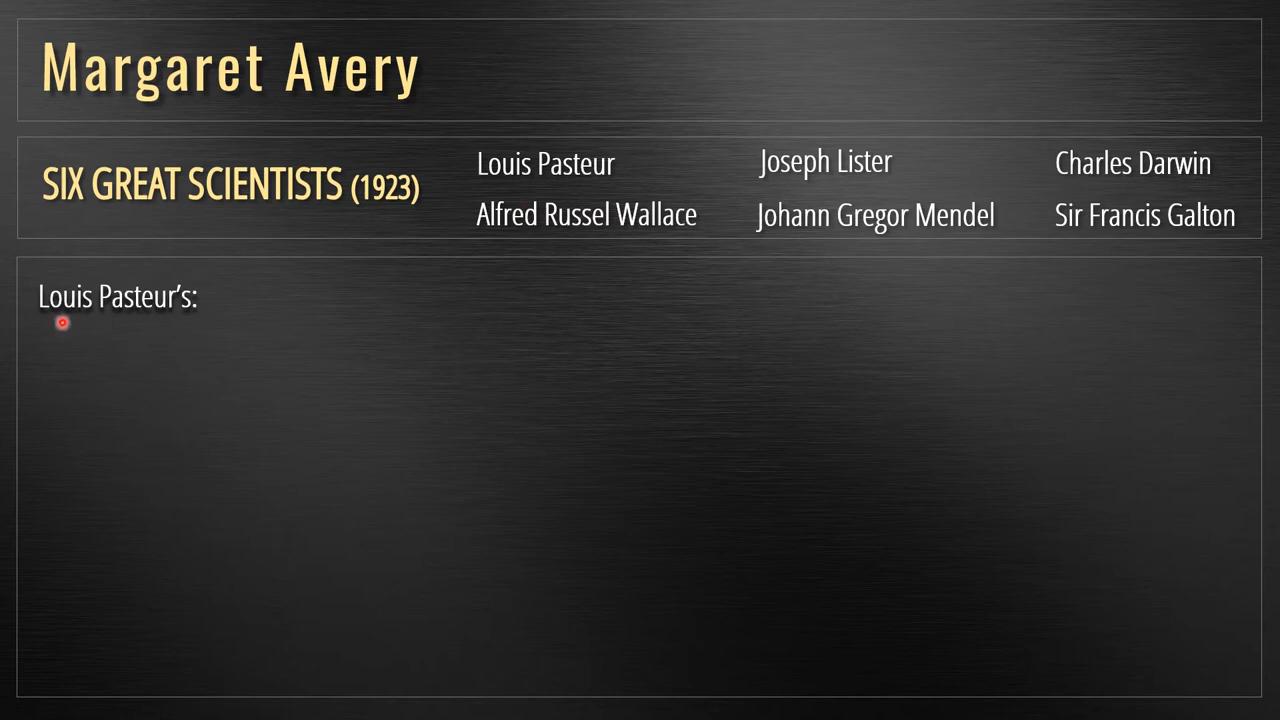 Margaret Avery
SIX GREAT SCIENTISTS (1923)
Louis Pasteur
Joseph Lister
Charles Darwin
Alfred Russel Wallace
Johann Gregor Mendel
Sir Francis Galton
Louis Pasteur’s: